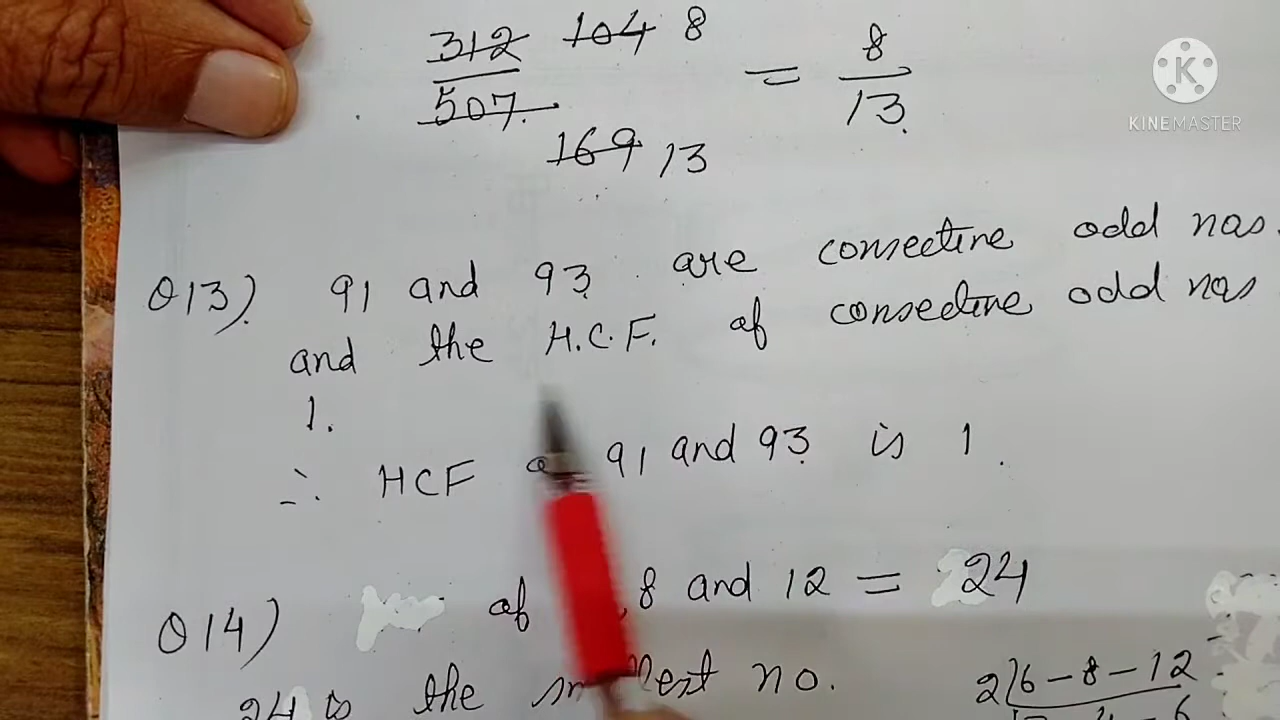 312 104 8
507 169 13
= 8/13
KINEMASTER
Q13) 91 and 93 are consective odd nos.
and the H.C.F. of consective odd nos
1.
∴ HCF 91 and 93 is 1.
Q14) of , 8 and 12 = 24
24 is the no.
2 6 - 8 - 12